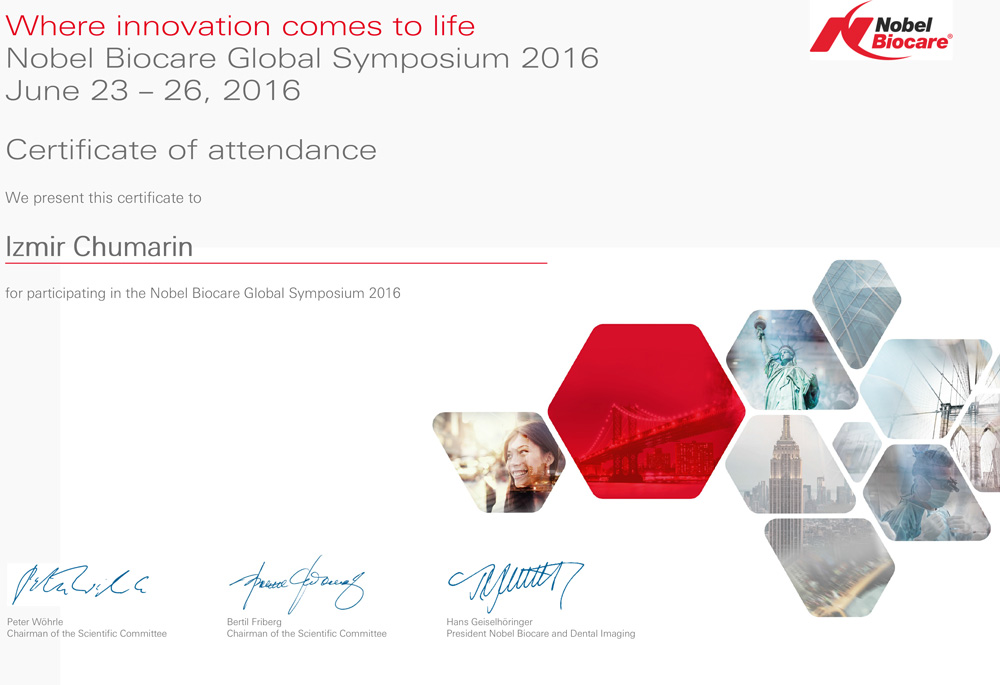 Where innovation comes to life
Nobel Biocare Global Symposium 2016
June 23 – 26, 2016
Nobel
Biocare®
Certificate of attendance
We present this certificate to
Izmir Chumarin
for participating in the Nobel Biocare Global Symposium 2016
Peter Wöhrle
Chairman of the Scientific Committee
Bertil Friberg
Chairman of the Scientific Committee
Hans Geiselhöringer
President Nobel Biocare and Dental Imaging